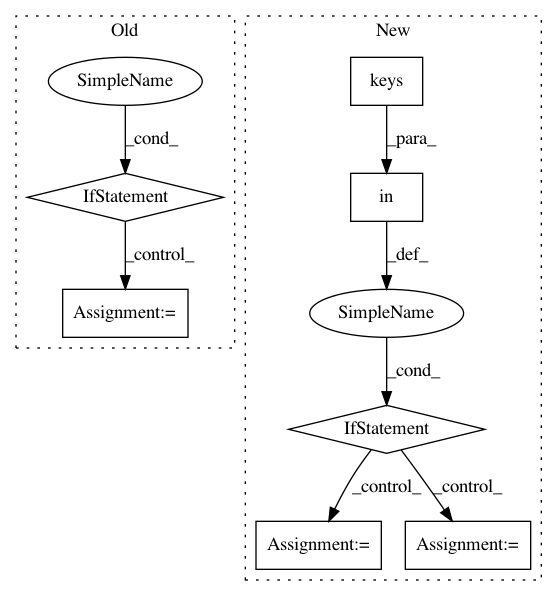 Old
SimpleName
_cond_
IfStatement
_control_
Assignment:=
New
keys
_para_
in
_def_
SimpleName
_cond_
IfStatement
_control_ _control_
Assignment:= Assignment:=